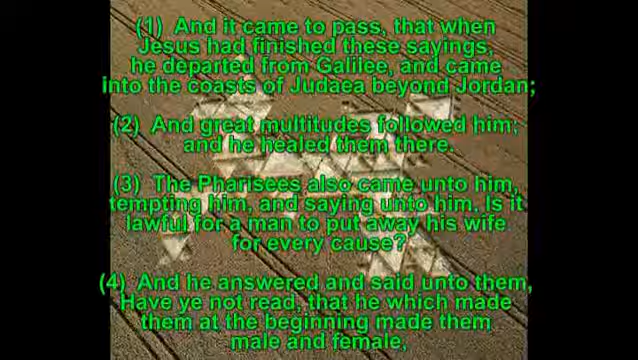 (1) And it came to pass, that when
Jesus had finished these sayings,
he departed from Galilee, and came
into the coasts of Judaea beyond Jordan;
(2) And great multitudes followed him;
and he healed them there.
(3) The Pharisees also came unto him,
tempting him, and saying unto him, Is it
lawful for a man to put away his wife
for every cause?
(4) And he answered and said unto them,
Have ye not read, that he which made
them at the beginning made them
male and female,